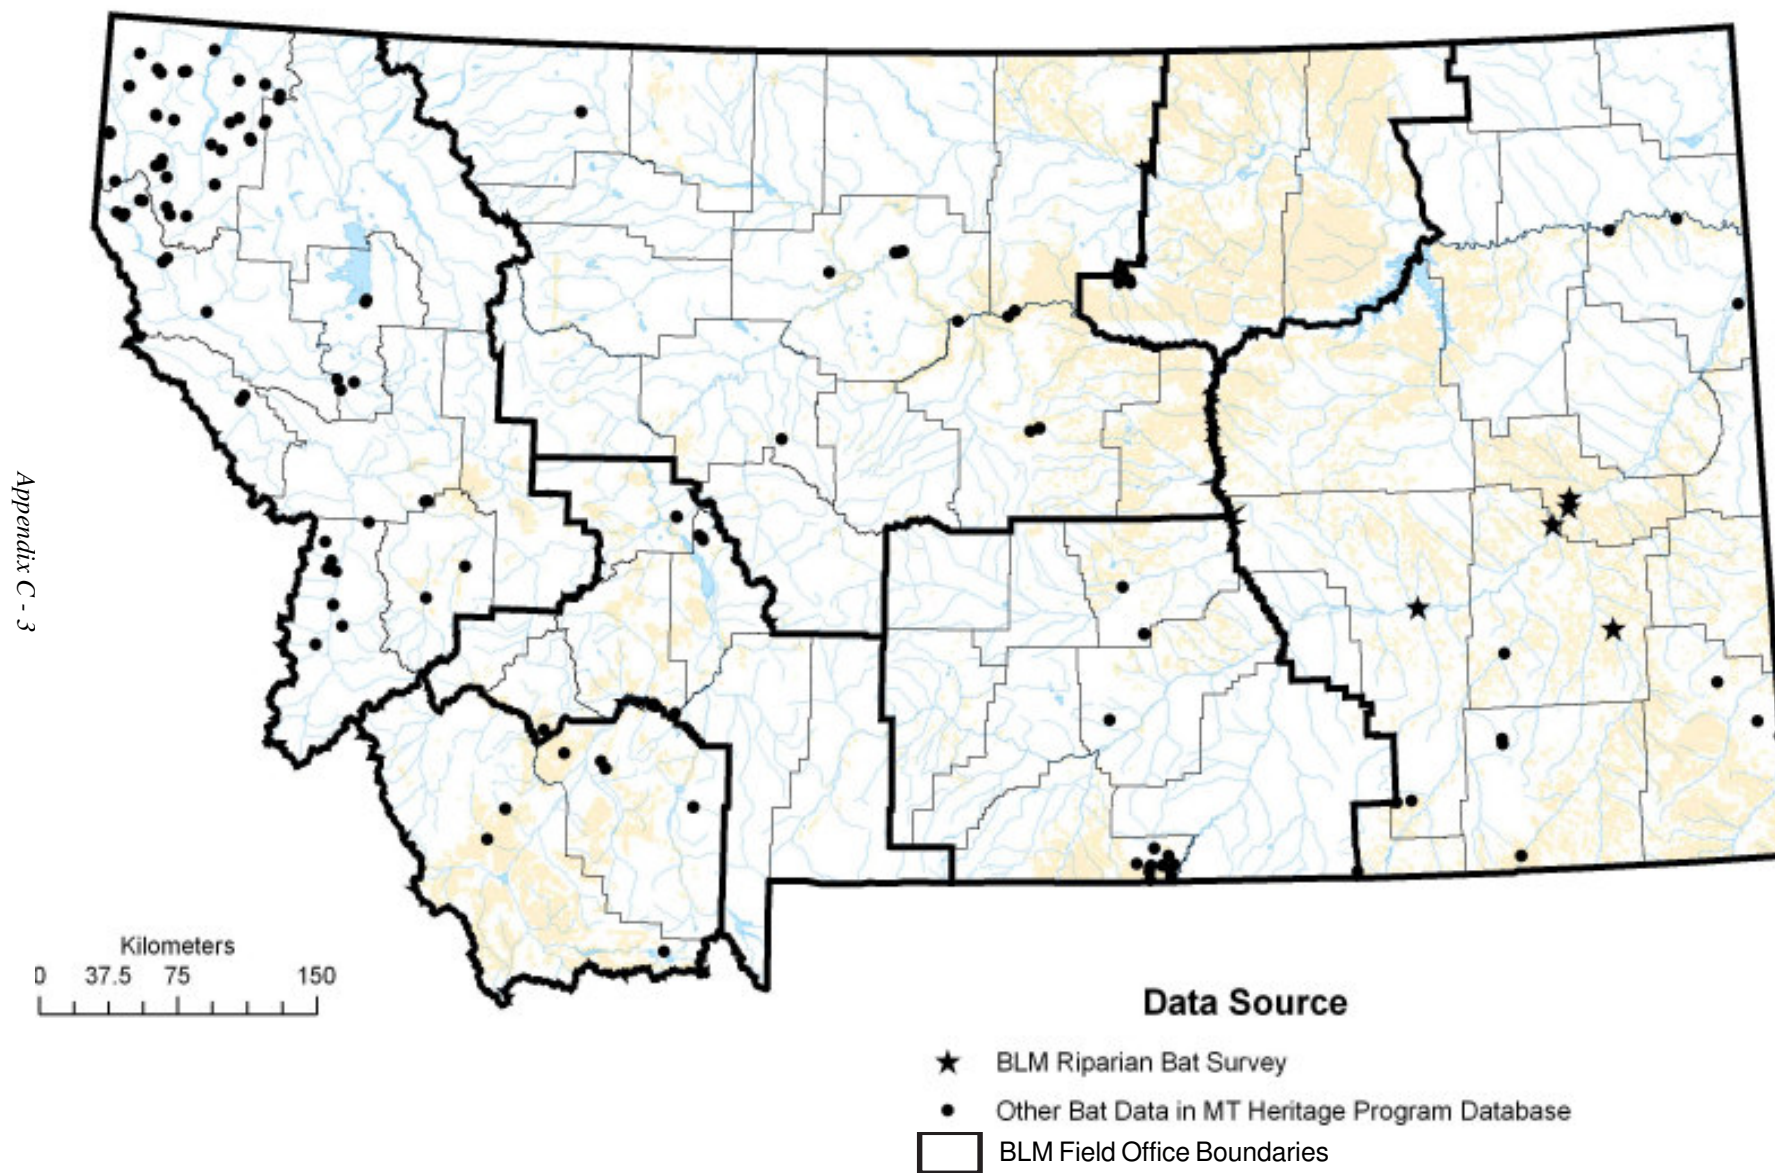 Appendix C - 3
Kilometers
0 37.5 75 150
Data Source
BLM Riparian Bat Survey
Other Bat Data in MT Heritage Program Database
BLM Field Office Boundaries